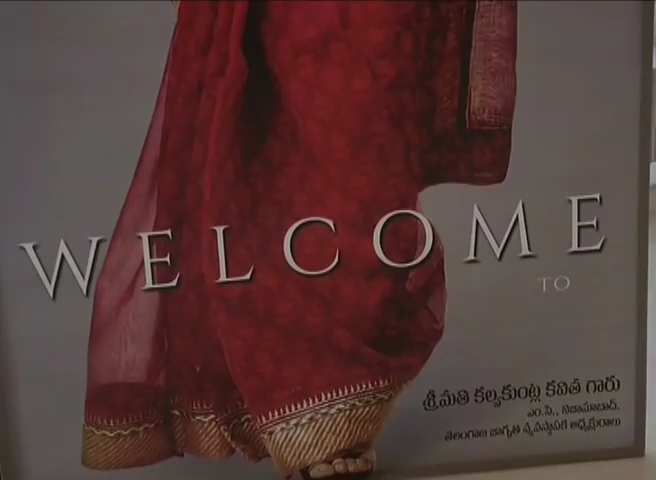 WELCOME
TO
శ్రీమతి కల్వకుంట్ల కవిత గారు
ఎం.పి., నిజామాబాద్.
తెలంగాణ జాగృతి వ్యవస్థాపక అధ్యక్షురాలు